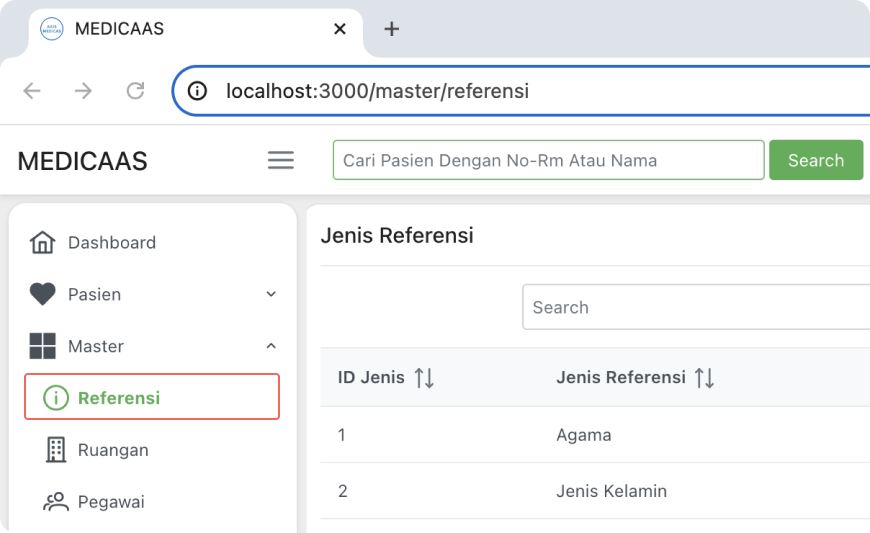 MEDICAAS
localhost:3000/master/referensi
MEDICAAS
Cari Pasien Dengan No-Rm Atau Nama
Search
Dashboard
Pasien
Master
Referensi
Ruangan
Pegawai
Jenis Referensi
Search
ID Jenis
Jenis Referensi
1
Agama
2
Jenis Kelamin